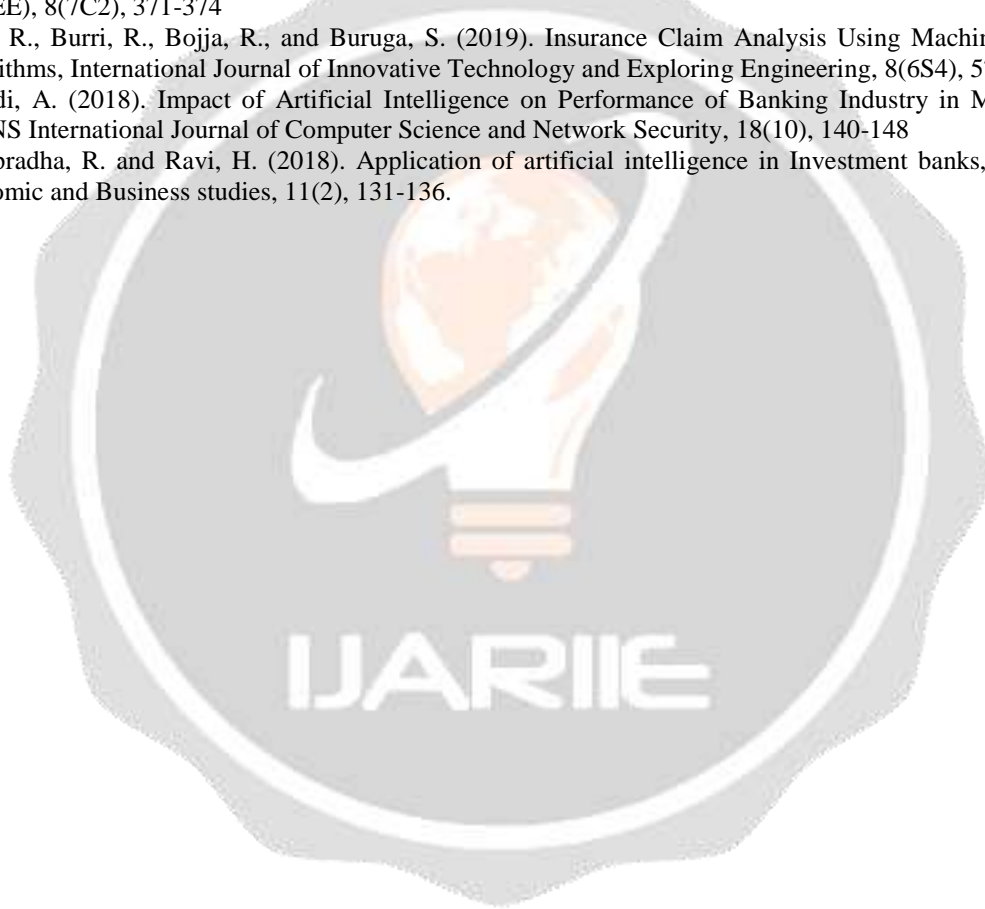 EE), 8(7C2), 371-374
R., Burri, R., Bojja, R., and Buruga, S. (2019). Insurance Claim Analysis Using Machin
ithms, International Journal of Innovative Technology and Exploring Engineering, 8(6S4), 5
di, A. (2018). Impact of Artificial Intelligence on Performance of Banking Industry in M
NS International Journal of Computer Science and Network Security, 18(10), 140-148
pradha, R. and Ravi, H. (2018). Application of artificial intelligence in Investment banks,
omic and Business studies, 11(2), 131-136.
IJARIIE